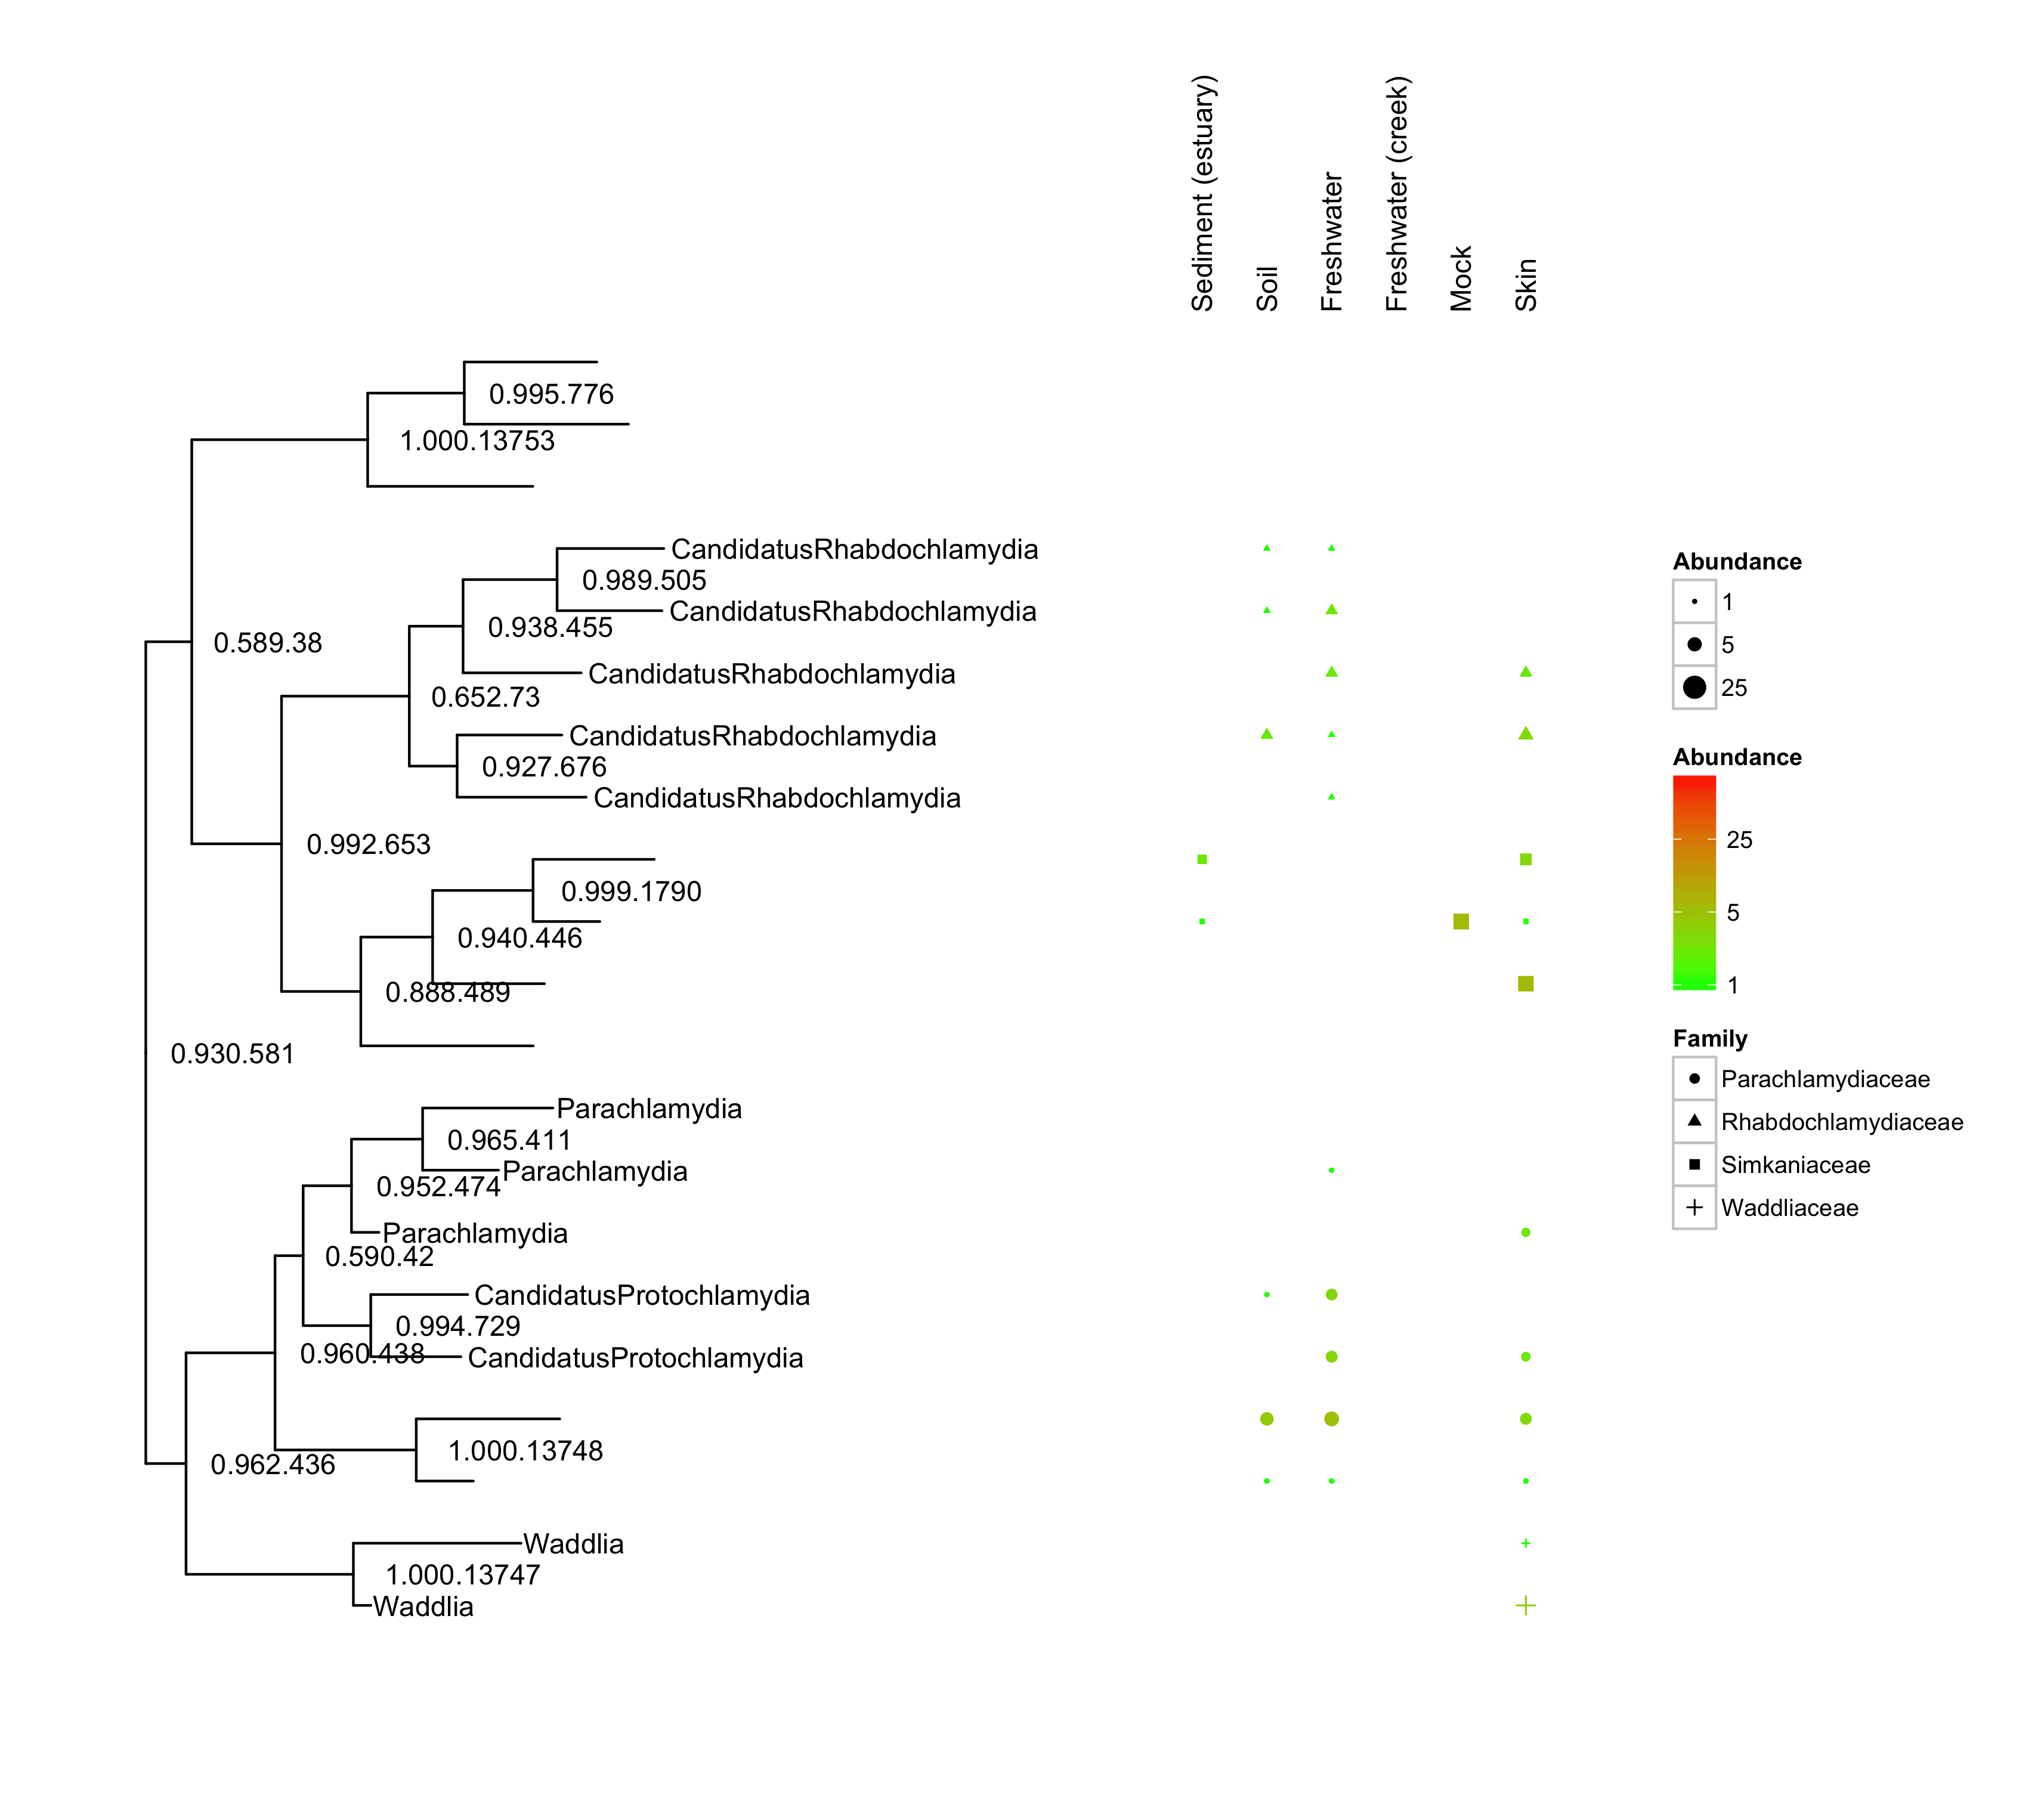 Sediment (estuary)
Soil
Freshwater
Freshwater (creek)
Mock
Skin
0.995.776
1.000.13753
CandidatusRhabdochlamydia
0.989.505
CandidatusRhabdochlamydia
0.938.455
0.589.38
CandidatusRhabdochlamydia
0.652.73
CandidatusRhabdochlamydia
0.927.676
CandidatusRhabdochlamydia
0.992.653
0.999.1790
0.940.446
0.888.489
0.930.581
Parachlamydia
0.965.411
Parachlamydia
0.952.474
Parachlamydia
0.590.42
CandidatusProtochlamydia
0.994.729
0.960.438
CandidatusProtochlamydia
1.000.13748
0.962.436
Waddlia
1.000.13747
Waddlia
Abundance
1
5
25
Abundance
25
5
1
Family
Parachlamydiaceae
Rhabdochlamydiaceae
Simkaniaceae
Waddliaceae